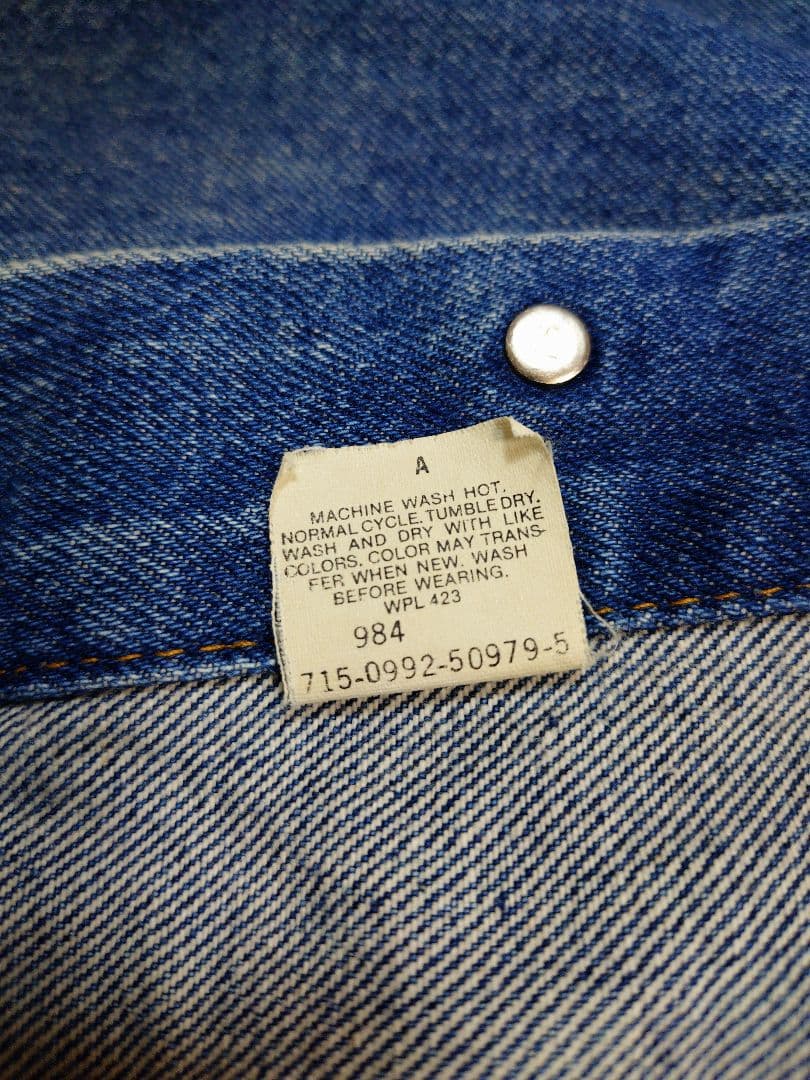 A
MACHINE WASH HOT.
NORMAL CYCLE. TUMBLE DRY.
WASH AND DRY WITH LIKE
COLORS. COLOR MAY TRANS-
FER WHEN NEW. WASH
BEFORE WEARING.
WPL 423
984
715-0992-50979-5